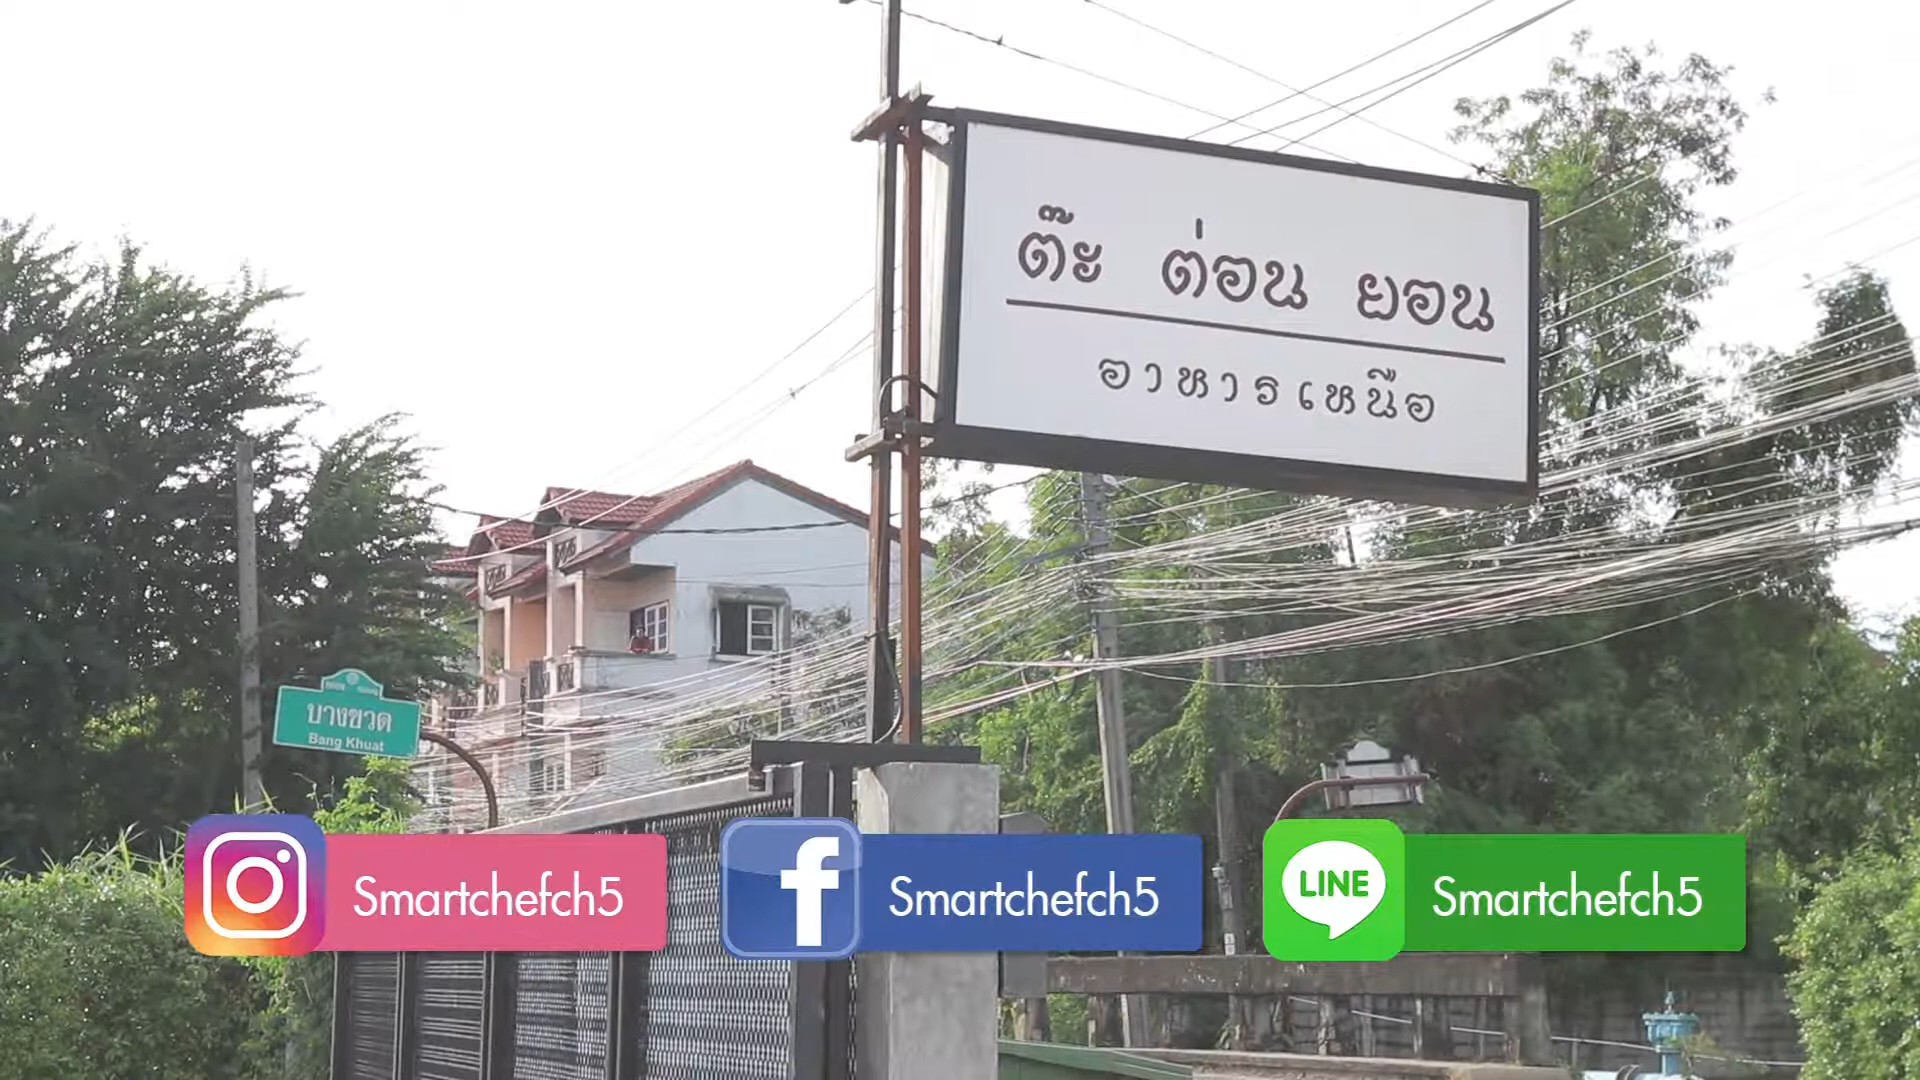 ต๊ะ ต่อน ยอน
อาหารเหนือ
บางขวด
Bang Khuat
Smartchefch5
f
Smartchefch5
LINE
Smartchefch5